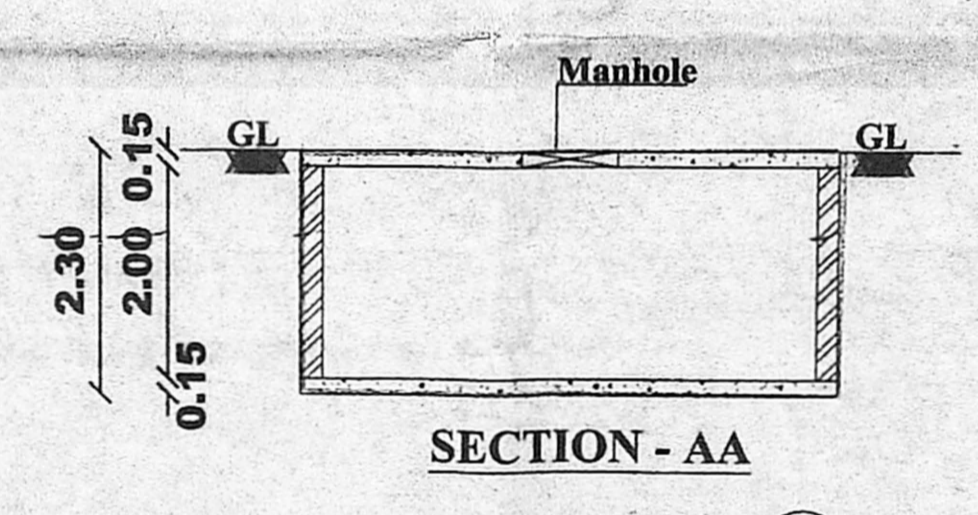 Manhole
GL
GL
0.15
2.30
2.00
0.15
SECTION - AA